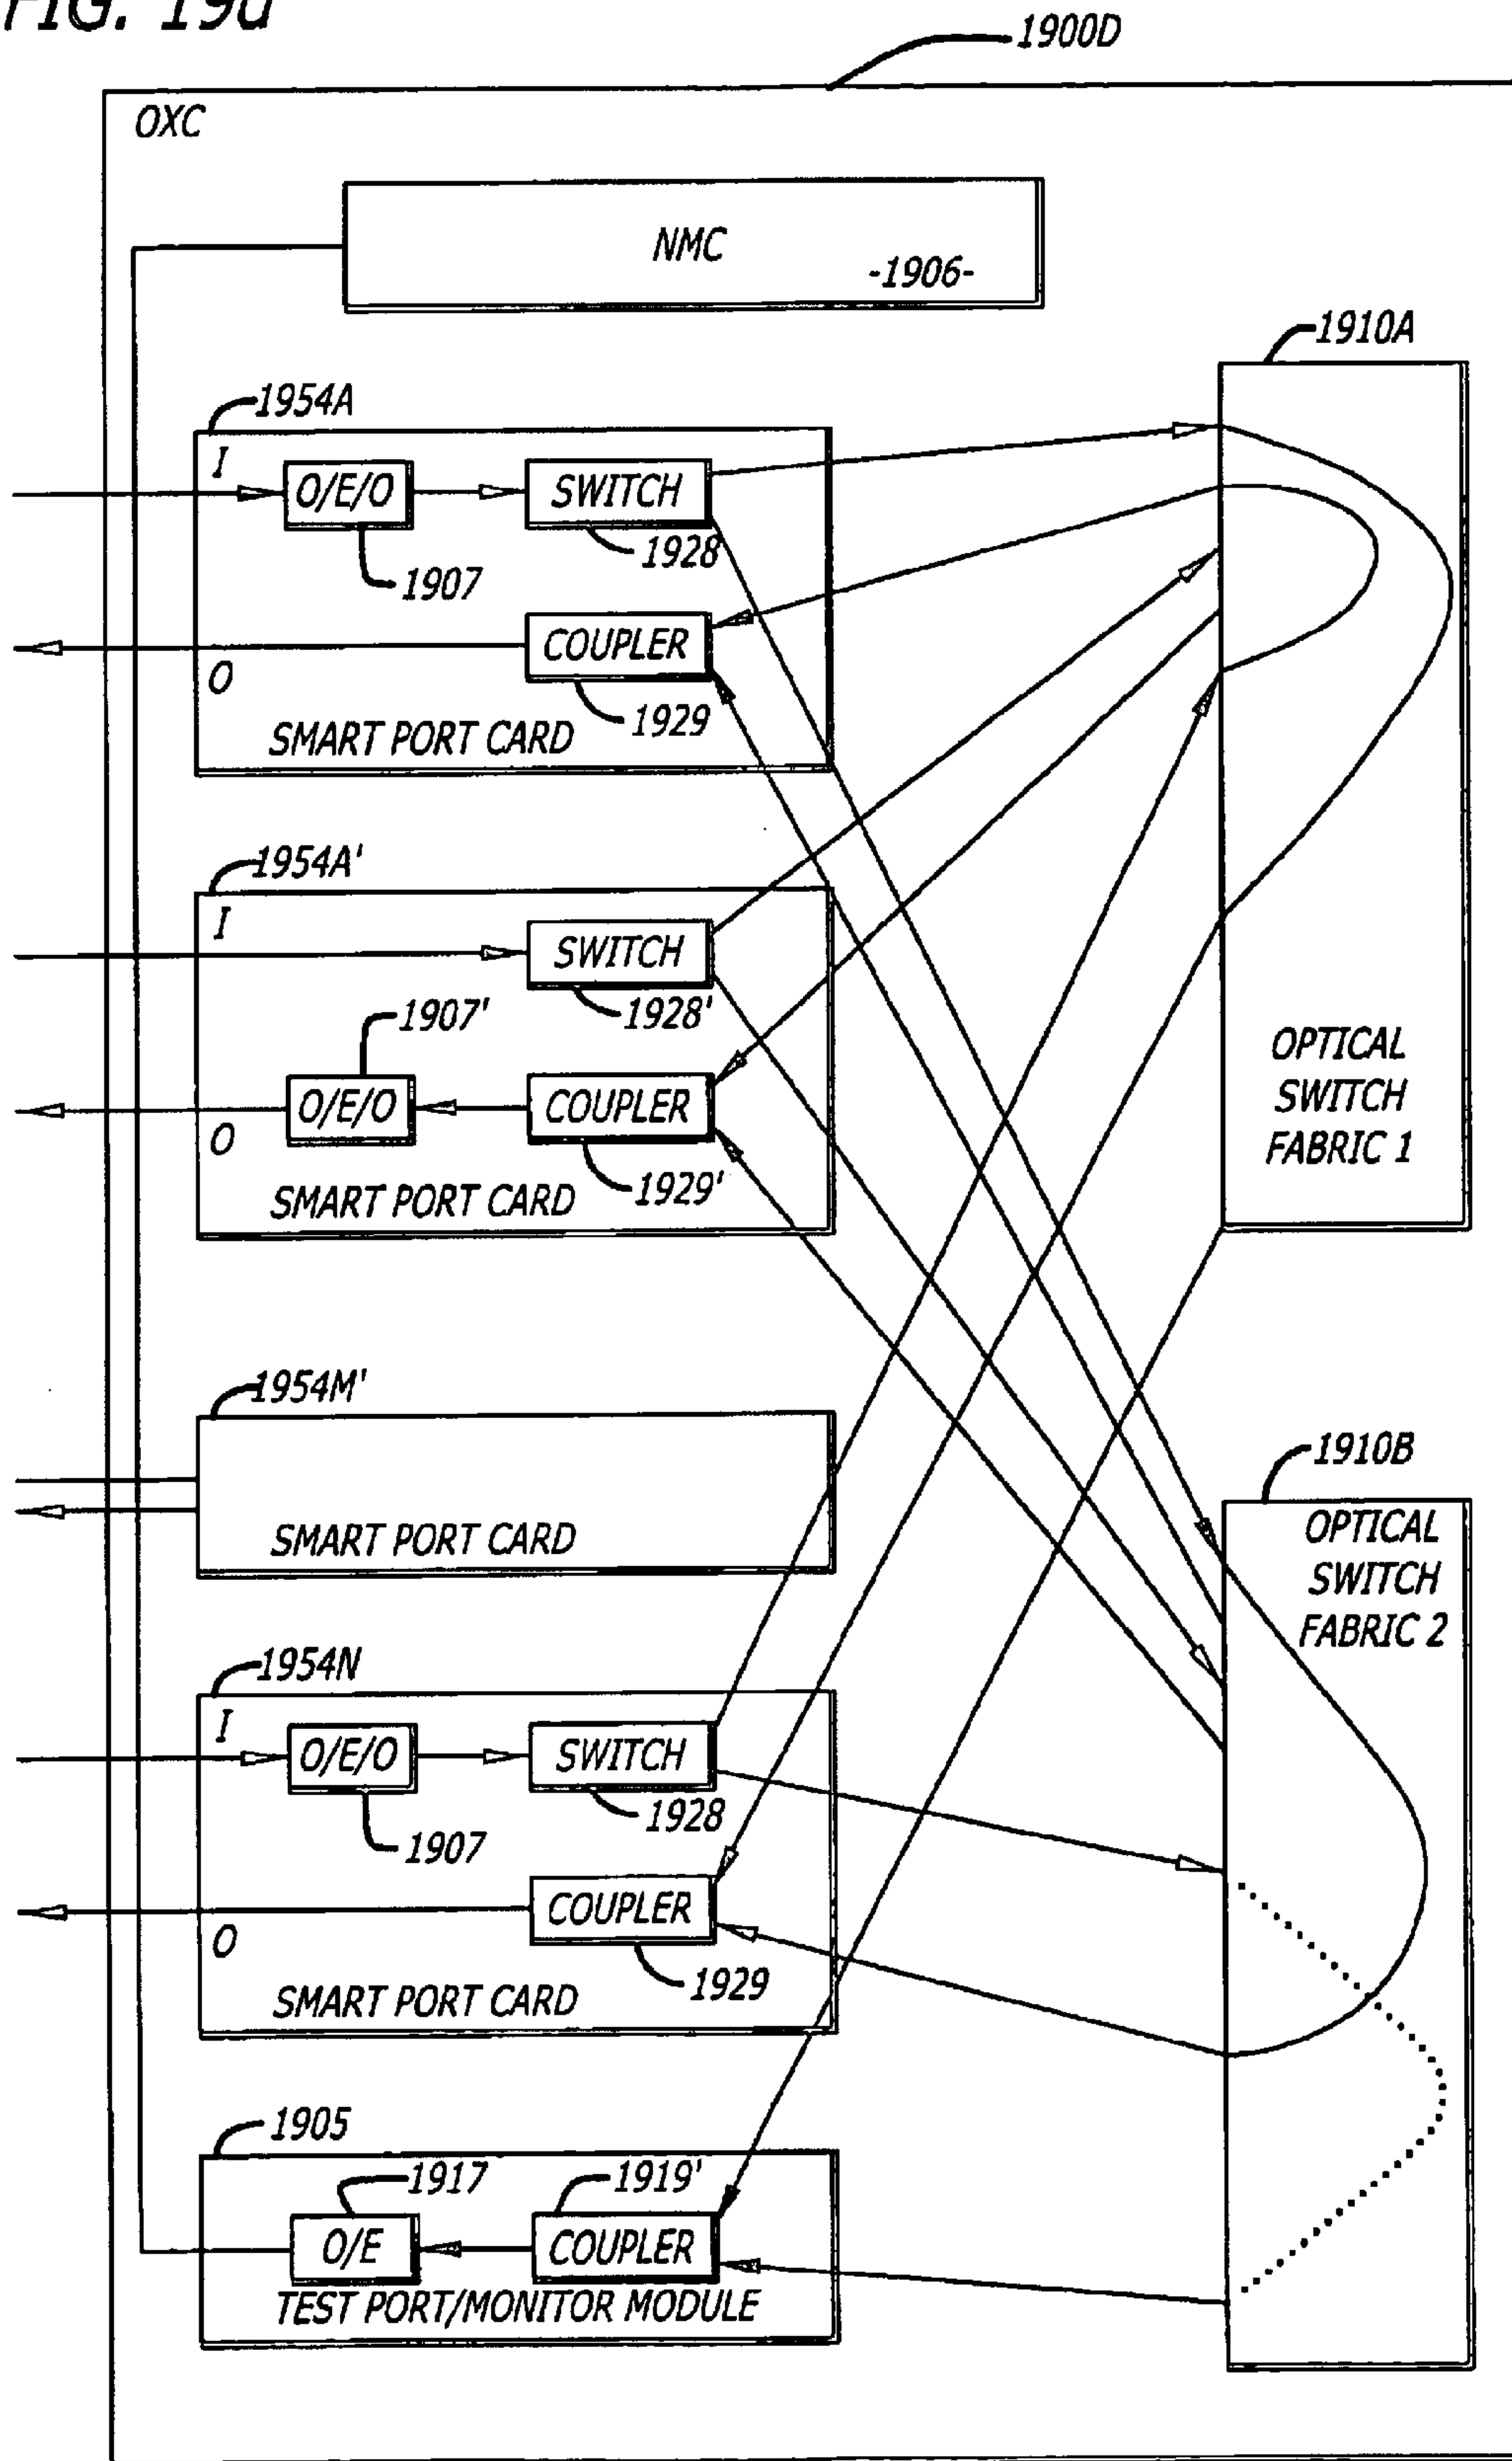 FIG. 19d
1900D
OXC
NMC
-1906-
1910A
1954A
I
O/E/O
SWITCH
1928
1907
COUPLER
O
1929
SMART PORT CARD
1954A'
I
SWITCH
1928'
1907'
O/E/O
COUPLER
O
1929'
SMART PORT CARD
OPTICAL
SWITCH
FABRIC 1
1954M'
SMART PORT CARD
1910B
OPTICAL
SWITCH
FABRIC 2
1954N
I
O/E/O
SWITCH
1928
1907
COUPLER
O
1929
SMART PORT CARD
1905
1917
1919'
O/E
COUPLER
TEST PORT/MONITOR MODULE